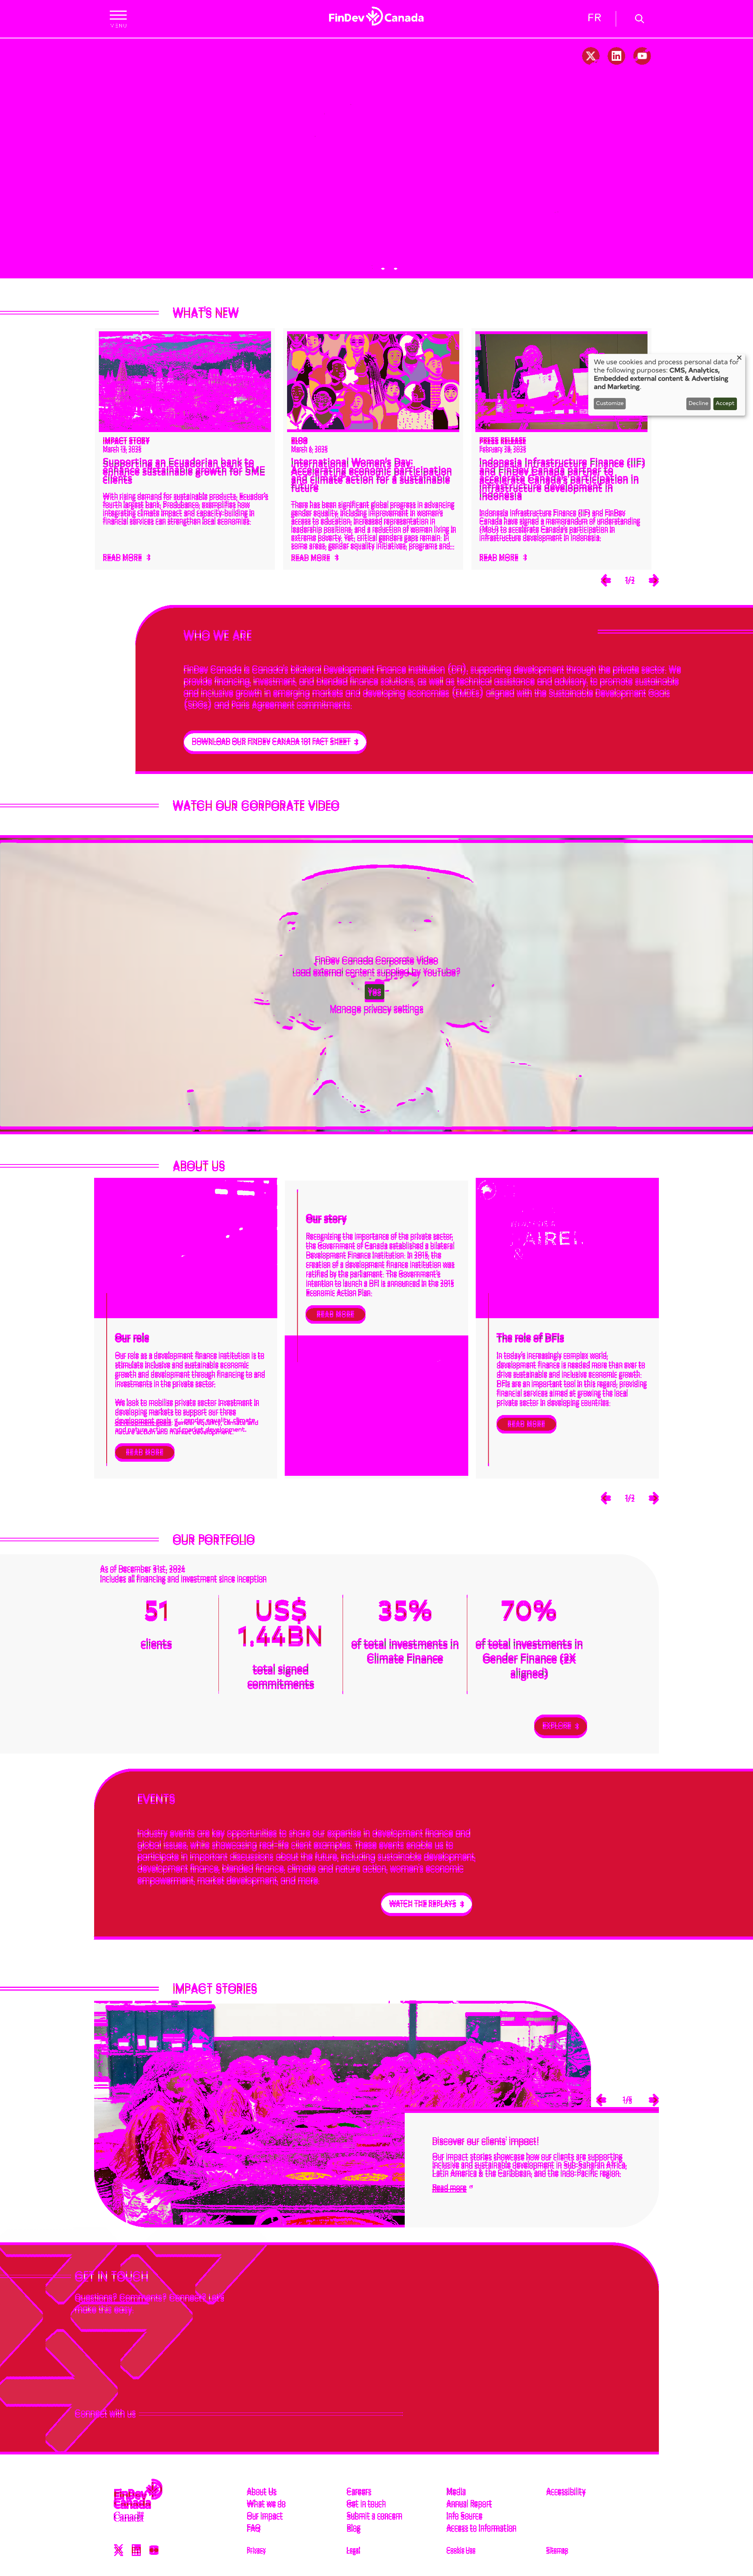 MENU
FinDev Canada
FR
WHAT'S NEW
We use cookies and process personal data for
the following purposes: CMS, Analytics,
Embedded external content & Advertising
and Marketing.
Customize
Decline
Accept
IMPACT STORY
March 13, 2025
Supporting an Ecuadorian bank to
enhance sustainable growth for SME
clients
With rising demand for sustainable products, Ecuador's
fourth largest bank, Produbanco, exemplifies how
integrating climate impact and capacity-building in
financial services can strengthen local economies.
READ MORE
BLOG
March 6, 2025
International Women's Day:
Accelerating economic participation
and climate action for a sustainable
future
There has been significant global progress in advancing
gender equality, including improvement in women's
access to education, increased representation in
leadership positions, and a reduction of women living in
extreme poverty. Yet, critical genders gaps remain. In
some areas, gender equality initiatives, programs and...
READ MORE
PRESS RELEASE
February 28, 2025
Indonesia Infrastructure Finance (IIF)
and FinDev Canada partner to
accelerate Canada's participation in
infrastructure development in
Indonesia
Indonesia Infrastructure Finance (IIF) and FinDev
Canada have signed a memorandum of understanding
(MoU) to accelerate Canada's participation in
infrastructure development in Indonesia.
READ MORE
WHO WE ARE
FinDev Canada is Canada's Bilateral Development Finance Institution (DFI), supporting development through the private sector. We
provide financing, investment, and blended finance solutions, as well as technical assistance and advisory, to promote sustainable
and inclusive growth in emerging markets and developing economies (EMDEs) aligned with the Sustainable Development Goals
(SDGs) and Paris Agreement commitments.
DOWNLOAD OUR FINDEV CANADA 101 FACT SHEET
WATCH OUR CORPORATE VIDEO
FinDev Canada Corporate Video
Load external content supplied by YouTube?
Yes
Manage privacy settings
ABOUT US
Our role
Our role as a development finance institution is to
stimulate inclusive and sustainable economic
growth and development through financing to and
investments in the private sector.
We look to mobilize private sector investment in
developing markets to support our three
development goals
nature action and market development.
READ MORE
Our story
Recognizing the importance of the private sector,
the Government of Canada established a bilateral
Development Finance Institution. In 2015, the
creation of a development finance institution was
ratified by the parliament. The Government's
intention to launch a DFI is announced in the 2015
Economic Action Plan.
READ MORE
The role of DFIs
In today's increasingly complex world,
development finance is needed more than ever to
drive sustainable and inclusive economic growth.
DFIs are an important tool in this regard, providing
financial services aimed at growing the local
private sector in developing countries.
READ MORE
OUR PORTFOLIO
As of December 31st, 2024
Includes all financing and investment since inception
51
clients
US$
1.44BN
total signed
commitments
35%
of total investments in
Climate Finance
70%
of total investments in
Gender Finance (2X
aligned)
EXPLORE
EVENTS
Industry events are key opportunities to share our expertise in development finance and
global issues, while showcasing real-life client examples. These events enable us to
participate in important discussions about the future, including sustainable development,
development finance, blended finance, climate and nature action, women's economic
empowerment, market development, and more.
WATCH THE REPLAYS
IMPACT STORIES
Discover our clients' impact!
Our impact stories showcase how our clients are supporting
inclusive and sustainable development in Sub-Saharan Africa,
Latin America & the Caribbean, and the Indo-Pacific region.
Read more
GET IN TOUCH
Connect with us
FinDev
Canada
Canada
About Us
What we do
Our Impact
FAQ
Careers
Get in touch
Submit a concern
Blog
Media
Annual Report
Info Source
Access to Information
Accessibility
Privacy
Legal
Cookie Use
Sitemap